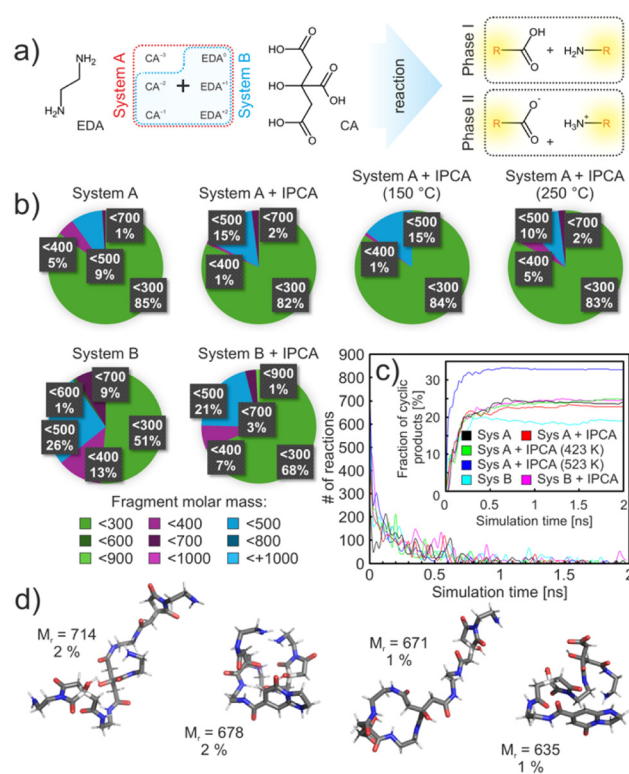 a)
NH₂
H₂N
EDA
System A
CA⁻³
CA⁻²
CA⁻¹
+
EDA⁰
EDA⁺¹
EDA⁺²
System B
HO
O
O
HO
OH
O
HO
O
CA
reaction
Phase I
R
OH
O
+
H₂N
R
Phase II
R
O⁻
O
+
H₃N⁺
R
b)
System A
<700
1%
<400
5%
<500
9%
<300
85%
System A + IPCA
<500
15%
<700
2%
<400
1%
<300
82%
System A + IPCA
(150 °C)
<500
15%
<400
1%
<300
84%
System A + IPCA
(250 °C)
<500
10%
<700
2%
<400
5%
<300
83%
System B
<600
1%
<700
9%
<500
26%
<300
51%
<400
13%
System B + IPCA
<900
1%
<500
21%
<700
3%
<400
7%
<300
68%
Fragment molar mass:
<300 <400 <500
<600 <700 <800
<900 <1000 <+1000
c)
# of reactions
900
800
700
600
500
400
300
200
100
0
0 0.5 1 1.5 2
Simulation time [ns]
Fraction of cyclic
products [%]
30
20
10
0
0 0.5 1 1.5 2
Sys A Sys A + IPCA
Sys A + IPCA (423 K)
Sys A + IPCA (523 K)
Sys B Sys B + IPCA
Simulation time [ns]
d)
Mᵣ = 714
2 %
Mᵣ = 678
2 %
Mᵣ = 671
1 %
Mᵣ = 635
1 %